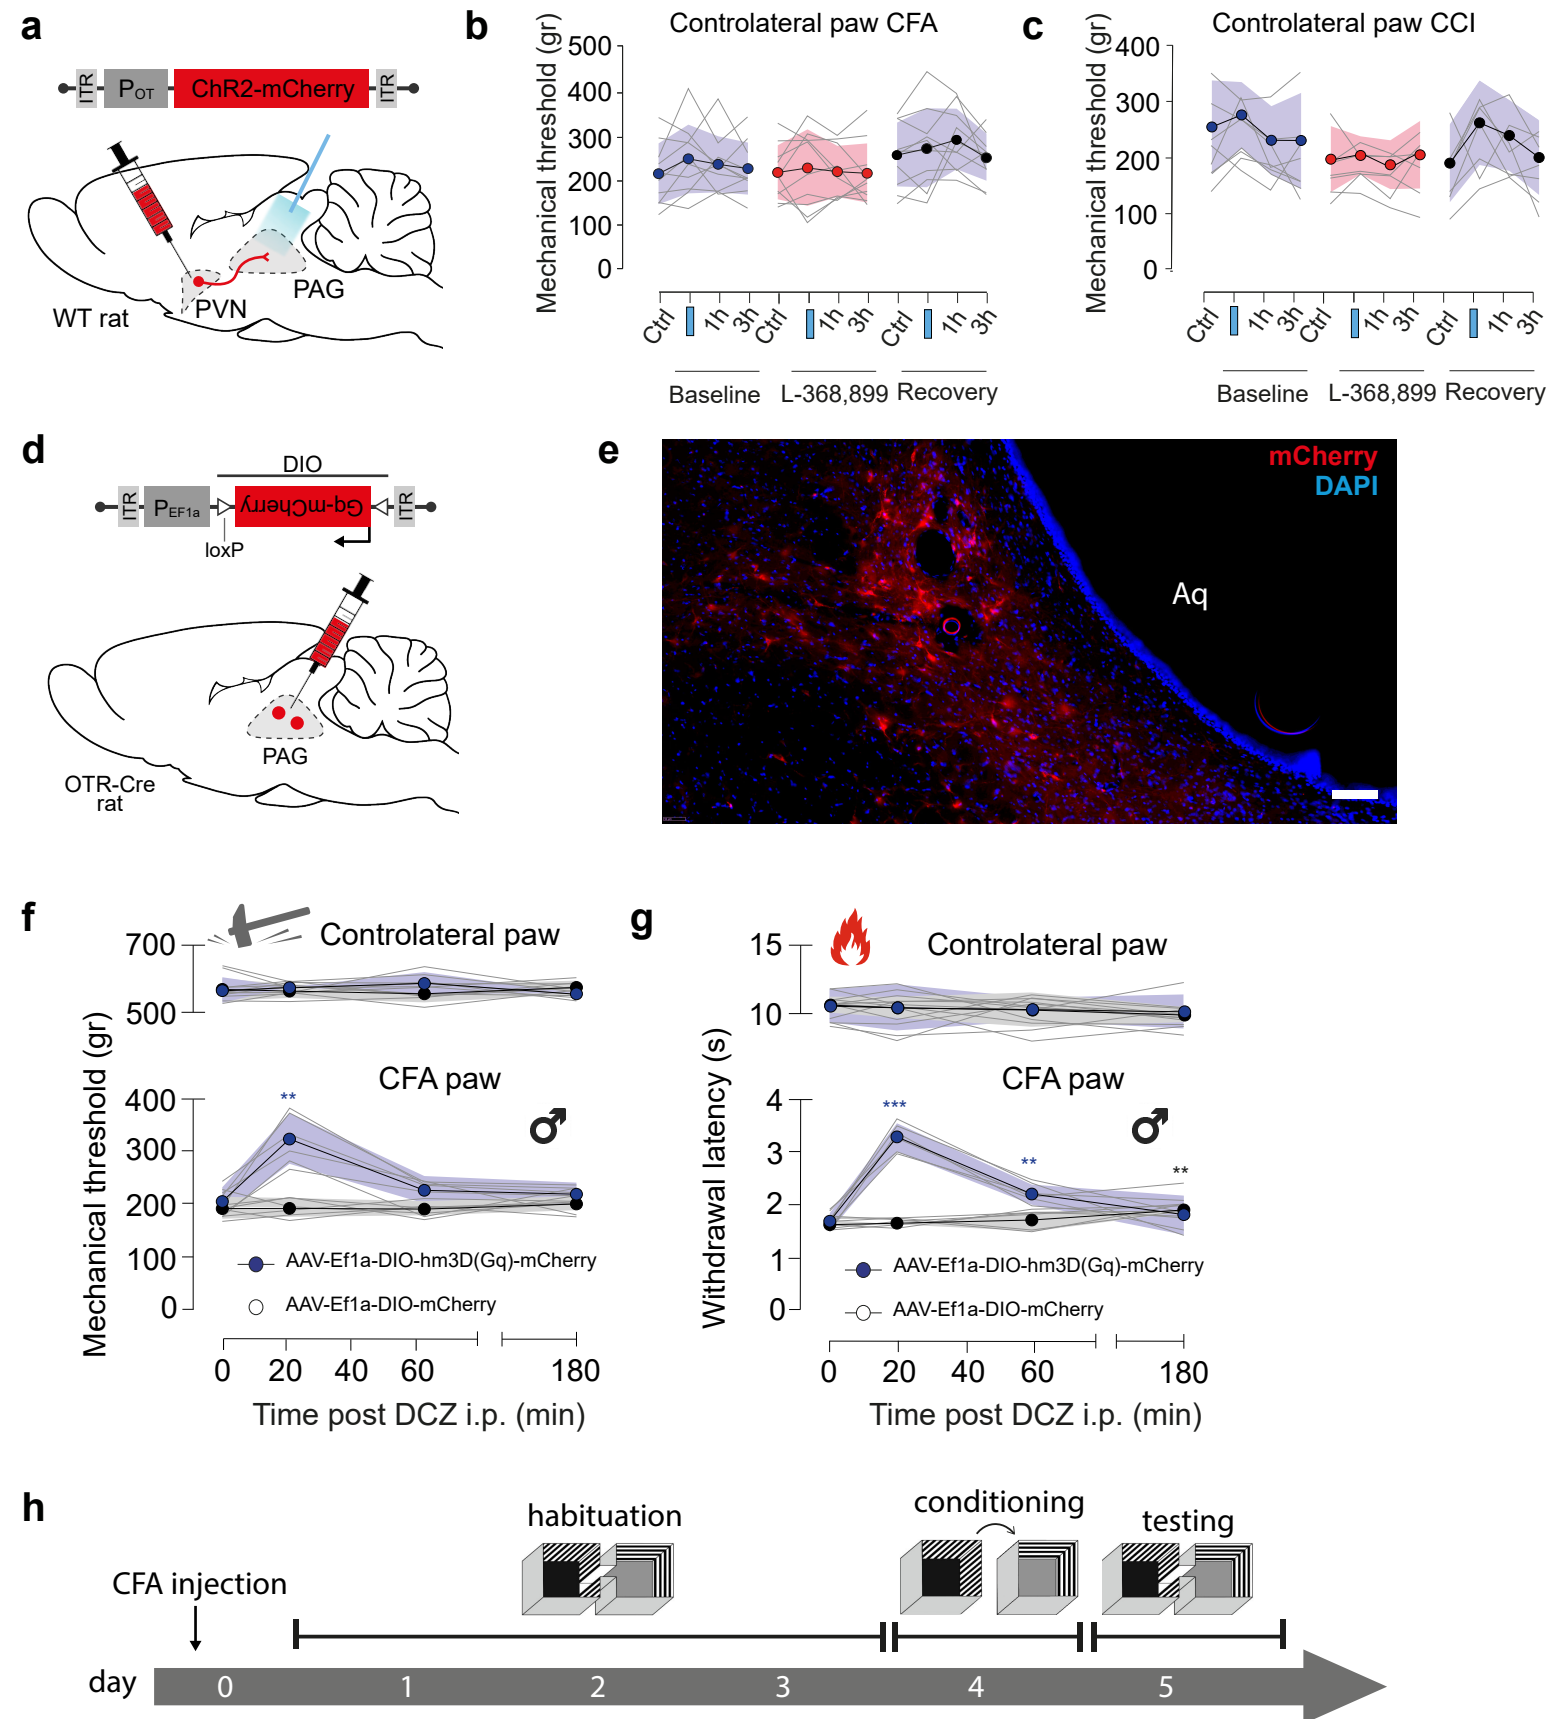 a
ITR
POT
ChR2-mCherry
ITR
WT rat
PVN
PAG
b
Controlateral paw CFA
Mechanical threshold (gr)
500
400
300
200
100
0
Ctrl
1h
3h
Ctrl
1h
3h
Ctrl
1h
3h
Baseline
L-368,899
Recovery
c
Controlateral paw CCI
Mechanical threshold (gr)
400
300
200
100
0
Ctrl
1h
3h
Ctrl
1h
3h
Ctrl
1h
3h
Baseline
L-368,899
Recovery
d
DIO
ITR
PEF1a
Gq-mCherry
ITR
loxP
PAG
OTR-Cre
rat
e
mCherry
DAPI
Aq
f
Controlateral paw
Mechanical threshold (gr)
700
500
CFA paw
400
300
200
100
0
**
AAV-Ef1a-DIO-hm3D(Gq)-mCherry
AAV-Ef1a-DIO-mCherry
0 20 40 60 180
Time post DCZ i.p. (min)
g
Controlateral paw
Withdrawal latency (s)
15
10
CFA paw
4
3
2
1
0
***
**
**
AAV-Ef1a-DIO-hm3D(Gq)-mCherry
AAV-Ef1a-DIO-mCherry
0 20 40 60 180
Time post DCZ i.p. (min)
h
CFA injection
habituation
conditioning
testing
day 0 1 2 3 4 5